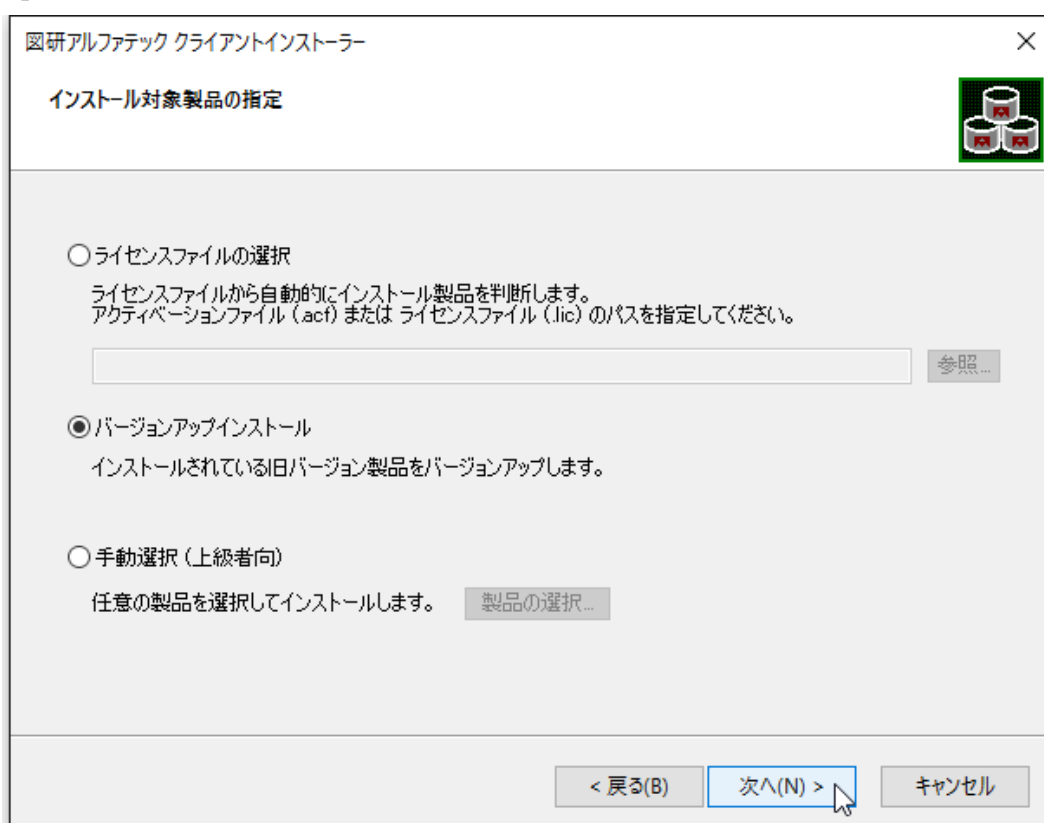 図研アルファテック クライアントインストーラー
インストール対象製品の指定
ライセンスファイルの選択
ライセンスファイルから自動的にインストール製品を判断します。
アクティベーションファイル (.acf) または ライセンスファイル (.lic) のパスを指定してください。
参照...
バージョンアップインストール
インストールされている旧バージョン製品をバージョンアップします。
手動選択 (上級者向)
任意の製品を選択してインストールします。
製品の選択...
< 戻る(B)
次へ(N) >
キャンセル